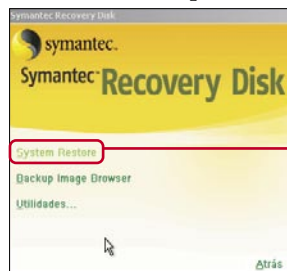 Symantec Recovery Disk
symantec.
Symantec Recovery Disk
System Restore
Backup Image Browser
Utilidades...
Atrás